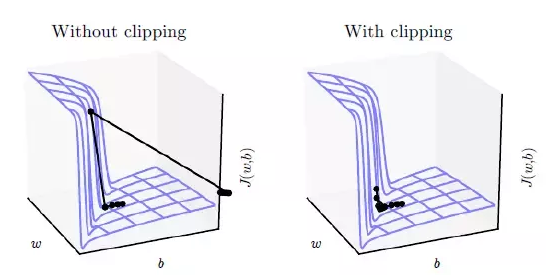 Without clipping
With clipping
J(w,b)
w
b
J(w,b)
w
b